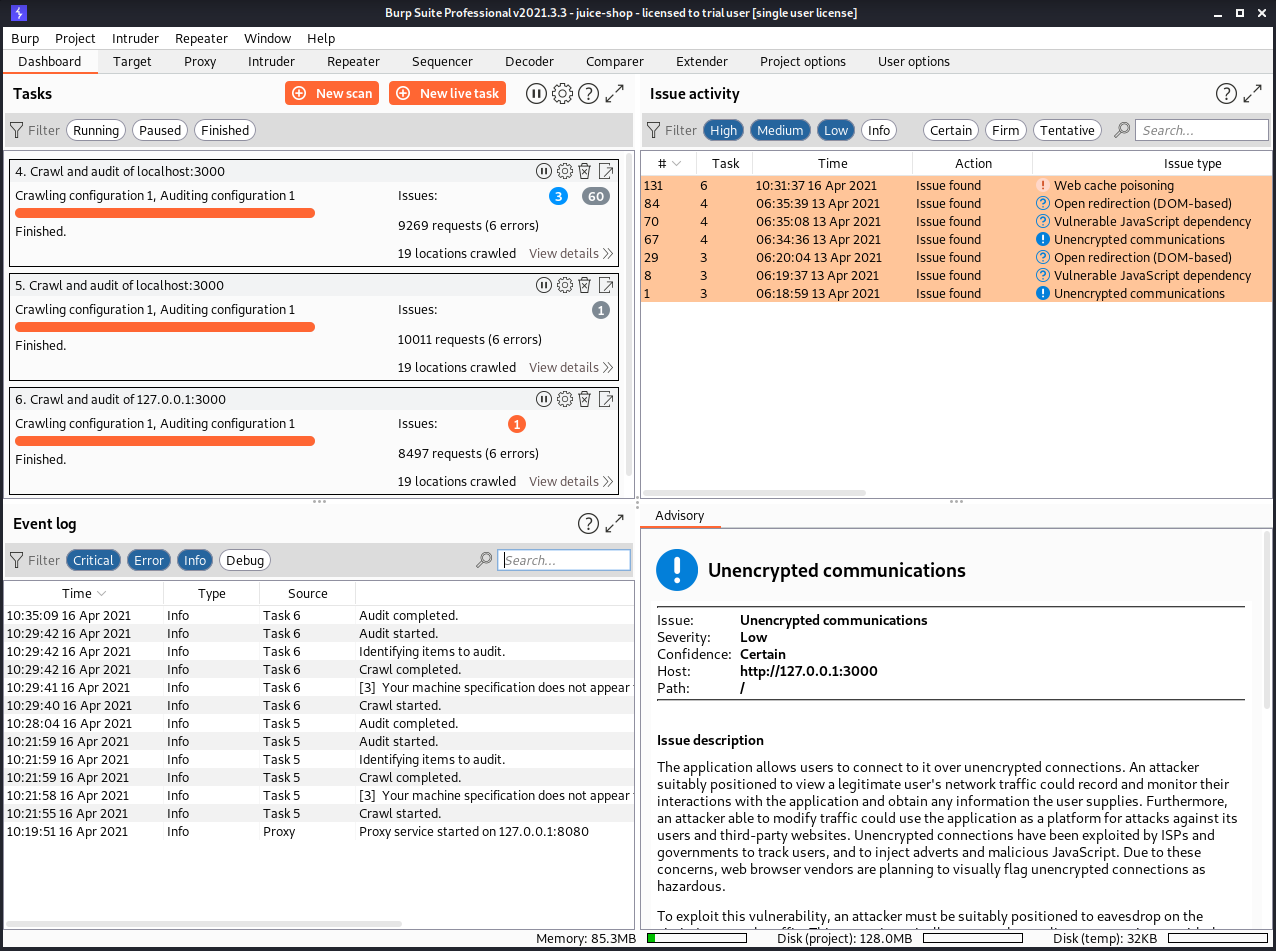 Burp Suite Professional v2021.3.3 - juice-shop - licensed to trial user [single user license]
Burp Project Intruder Repeater Window Help
Dashboard Target Proxy Intruder Repeater Sequencer Decoder Comparer Extender Project options User options
Tasks New scan New live task
Filter Running Paused Finished
4. Crawl and audit of localhost:3000
Crawling configuration 1, Auditing configuration 1 Issues: 3 60
9269 requests (6 errors)
Finished.
19 locations crawled View details
5. Crawl and audit of localhost:3000
Crawling configuration 1, Auditing configuration 1 Issues: 1
10011 requests (6 errors)
Finished.
19 locations crawled View details
6. Crawl and audit of 127.0.0.1:3000
Crawling configuration 1, Auditing configuration 1 Issues: 1
8497 requests (6 errors)
Finished.
19 locations crawled View details
Issue activity
Filter High Medium Low Info Certain Firm Tentative Search...
# Task Time Action Issue type
131 6 10:31:37 16 Apr 2021 Issue found Web cache poisoning
84 4 06:35:39 13 Apr 2021 Issue found Open redirection (DOM-based)
70 4 06:35:08 13 Apr 2021 Issue found Vulnerable JavaScript dependency
67 4 06:34:36 13 Apr 2021 Issue found Unencrypted communications
29 3 06:20:04 13 Apr 2021 Issue found Open redirection (DOM-based)
8 3 06:19:37 13 Apr 2021 Issue found Vulnerable JavaScript dependency
1 3 06:18:59 13 Apr 2021 Issue found Unencrypted communications
Event log
Filter Critical Error Info Debug Search...
Time Type Source
10:35:09 16 Apr 2021 Info Task 6 Audit completed.
10:29:42 16 Apr 2021 Info Task 6 Audit started.
10:29:42 16 Apr 2021 Info Task 6 Identifying items to audit.
10:29:42 16 Apr 2021 Info Task 6 Crawl completed.
10:29:41 16 Apr 2021 Info Task 6 [3] Your machine specification does not appear
10:29:40 16 Apr 2021 Info Task 6 Crawl started.
10:28:04 16 Apr 2021 Info Task 5 Audit completed.
10:21:59 16 Apr 2021 Info Task 5 Audit started.
10:21:59 16 Apr 2021 Info Task 5 Identifying items to audit.
10:21:59 16 Apr 2021 Info Task 5 Crawl completed.
10:21:58 16 Apr 2021 Info Task 5 [3] Your machine specification does not appear
10:21:55 16 Apr 2021 Info Task 5 Crawl started.
10:19:51 16 Apr 2021 Info Proxy Proxy service started on 127.0.0.1:8080
Advisory
Unencrypted communications
Issue: Unencrypted communications
Severity: Low
Confidence: Certain
Host: http://127.0.0.1:3000
Path: /
Issue description
The application allows users to connect to it over unencrypted connections. An attacker
suitably positioned to view a legitimate user's network traffic could record and monitor their
interactions with the application and obtain any information the user supplies. Furthermore,
an attacker able to modify traffic could use the application as a platform for attacks against its
users and third-party websites. Unencrypted connections have been exploited by ISPs and
governments to track users, and to inject adverts and malicious JavaScript. Due to these
concerns, web browser vendors are planning to visually flag unencrypted connections as
hazardous.
To exploit this vulnerability, an attacker must be suitably positioned to eavesdrop on the
Memory: 85.3MB Disk (project): 128.0MB Disk (temp): 32KB